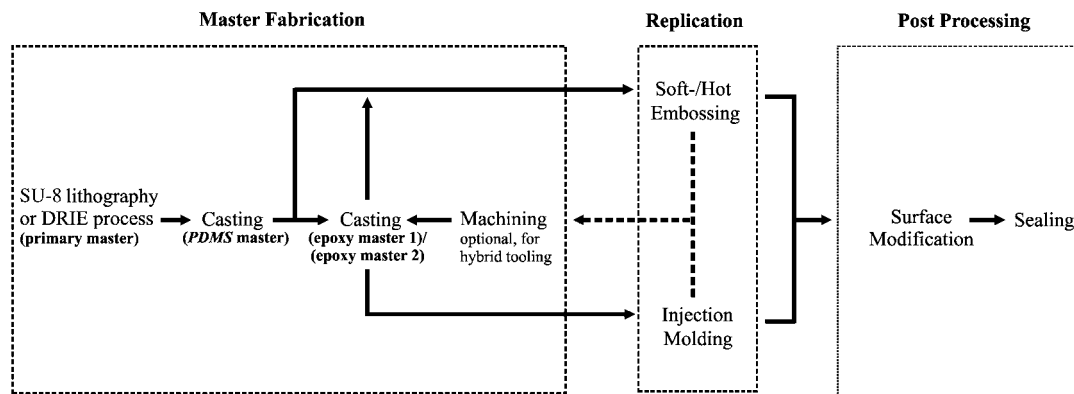 Master Fabrication
Replication
Post Processing
SU-8 lithography
or DRIE process
(primary master)
Casting
(PDMS master)
Casting
(epoxy master 1)/
(epoxy master 2)
Machining
optional, for
hybrid tooling
Soft-/Hot
Embossing
Injection
Molding
Surface
Modification
Sealing